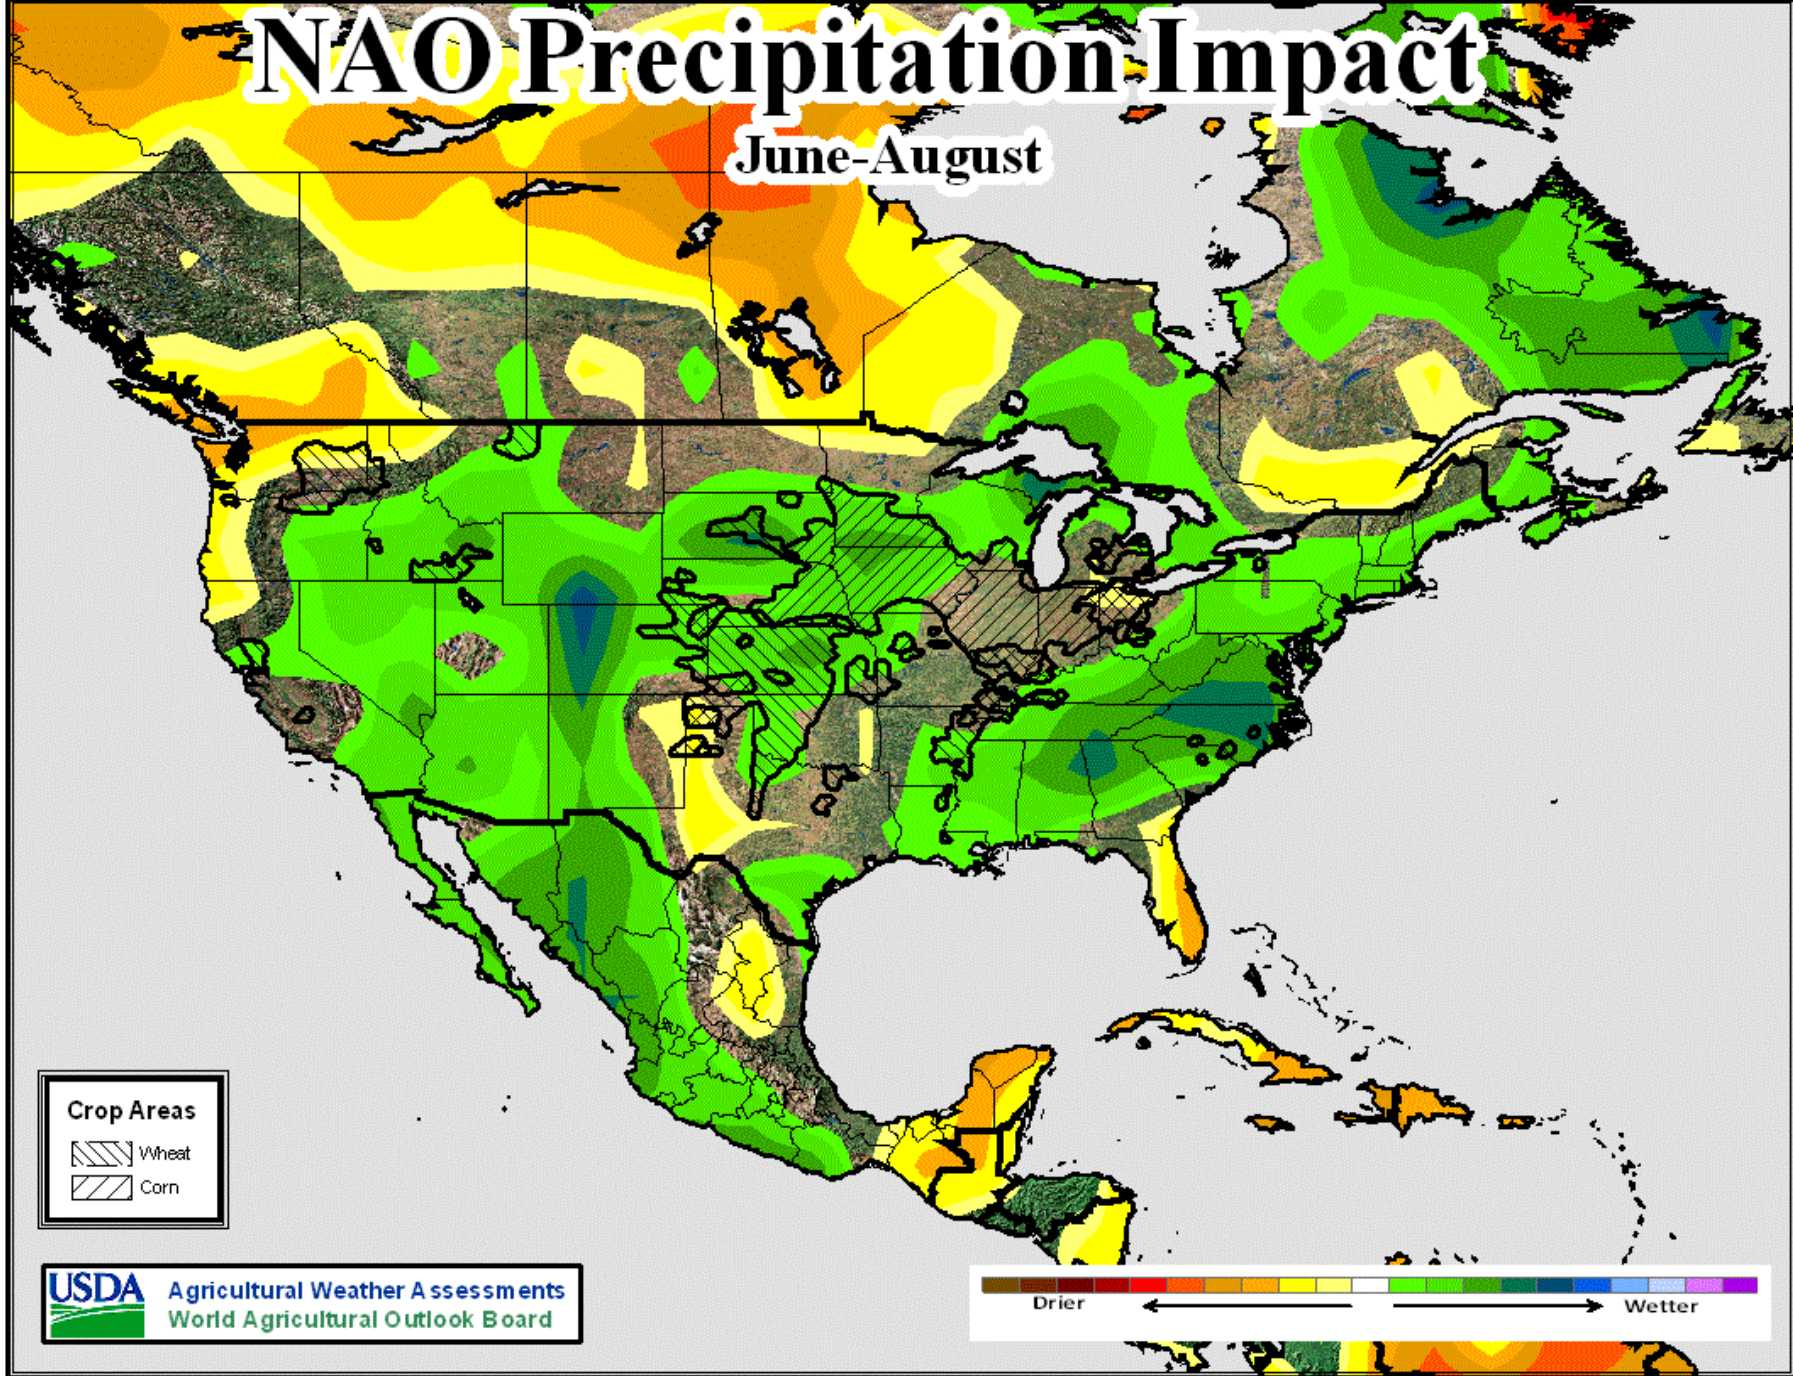 NAO Precipitation Impact
June-August
Crop Areas
Wheat
Corn
USDA
Agricultural Weather Assessments
World Agricultural Outlook Board
Drier
Wetter